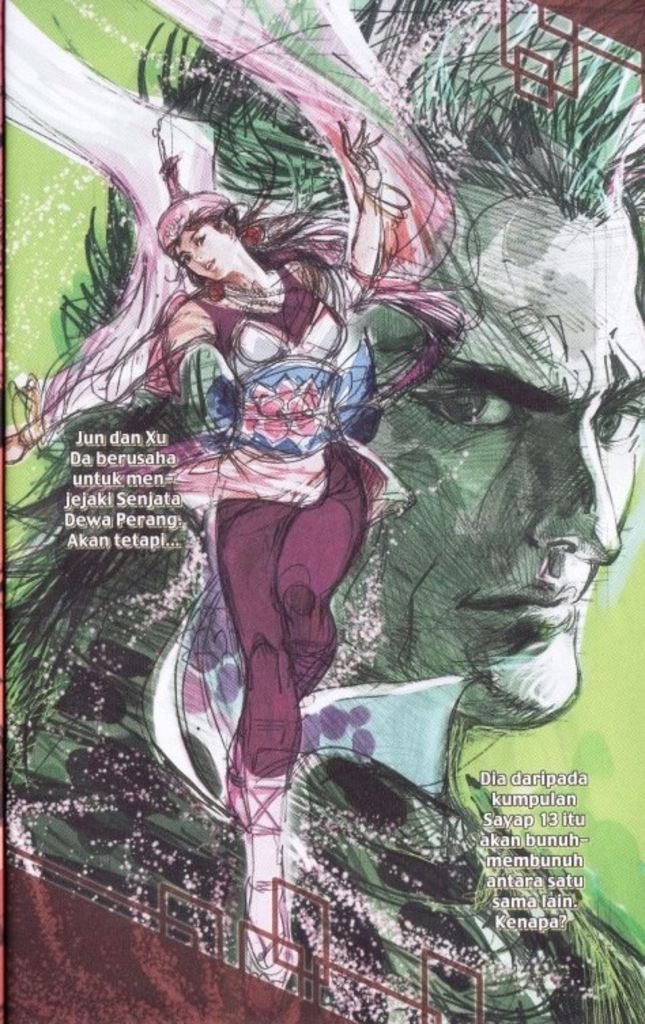 Jun dan Xu
Da berusaha
untuk men-
jejaki Senjata
Dewa Perang.
Akan tetapi...
Dia daripada
kumpulan
Sayap 13 itu
akan bunuh-
membunuh
antara satu
sama lain.
Kenapa?